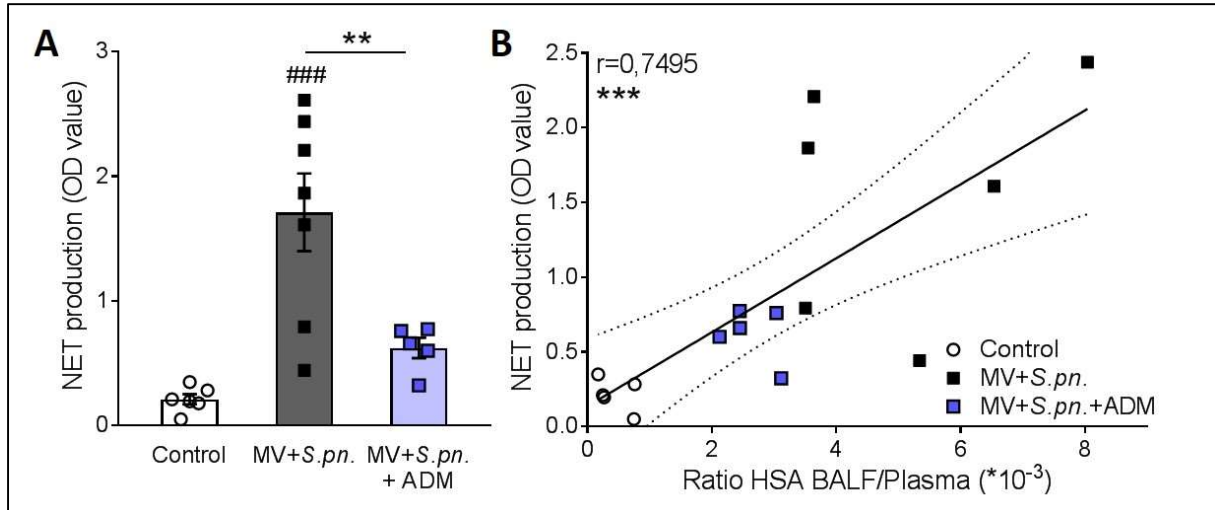 A
NET production (OD value)
3
2
1
0
###
**
Control
MV+S.pn.
MV+S.pn.
+ ADM
B
NET production (OD value)
2.5
2.0
1.5
1.0
0.5
0.0
r=0,7495
***
Control
MV+S.pn.
MV+S.pn.+ADM
0
2
4
6
8
Ratio HSA BALF/Plasma (*10⁻³)